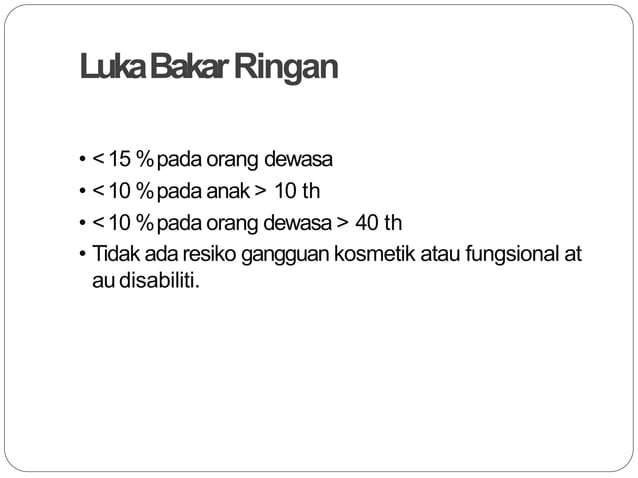 Luka Bakar Ringan
• < 15 % pada orang dewasa
• < 10 % pada anak > 10 th
• < 10 % pada orang dewasa > 40 th
• Tidak ada resiko gangguan kosmetik atau fungsional at
au disabiliti.